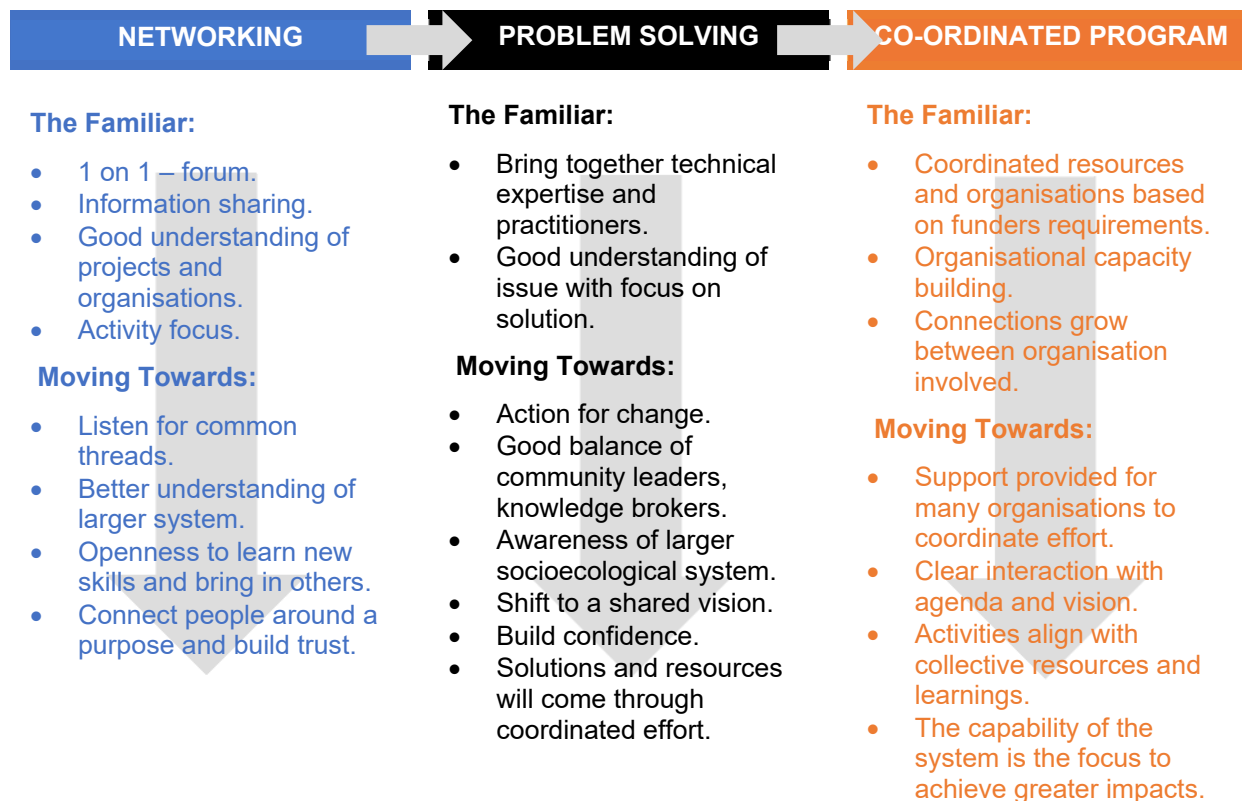 NETWORKING
PROBLEM SOLVING
CO-ORDINATED PROGRAM
The Familiar:
• 1 on 1 – forum.
• Information sharing.
• Good understanding of
projects and
organisations.
• Activity focus.
Moving Towards:
• Listen for common
threads.
• Better understanding of
larger system.
• Openness to learn new
skills and bring in others.
• Connect people around a
purpose and build trust.
The Familiar:
• Bring together technical
expertise and
practitioners.
• Good understanding of
issue with focus on
solution.
Moving Towards:
• Action for change.
• Good balance of
community leaders,
knowledge brokers.
• Awareness of larger
socioecological system.
• Shift to a shared vision.
• Build confidence.
• Solutions and resources
will come through
coordinated effort.
The Familiar:
• Coordinated resources
and organisations based
on funders requirements.
• Organisational capacity
building.
• Connections grow
between organisation
involved.
Moving Towards:
• Support provided for
many organisations to
coordinate effort.
• Clear interaction with
agenda and vision.
• Activities align with
collective resources and
learnings.
• The capability of the
system is the focus to
achieve greater impacts.